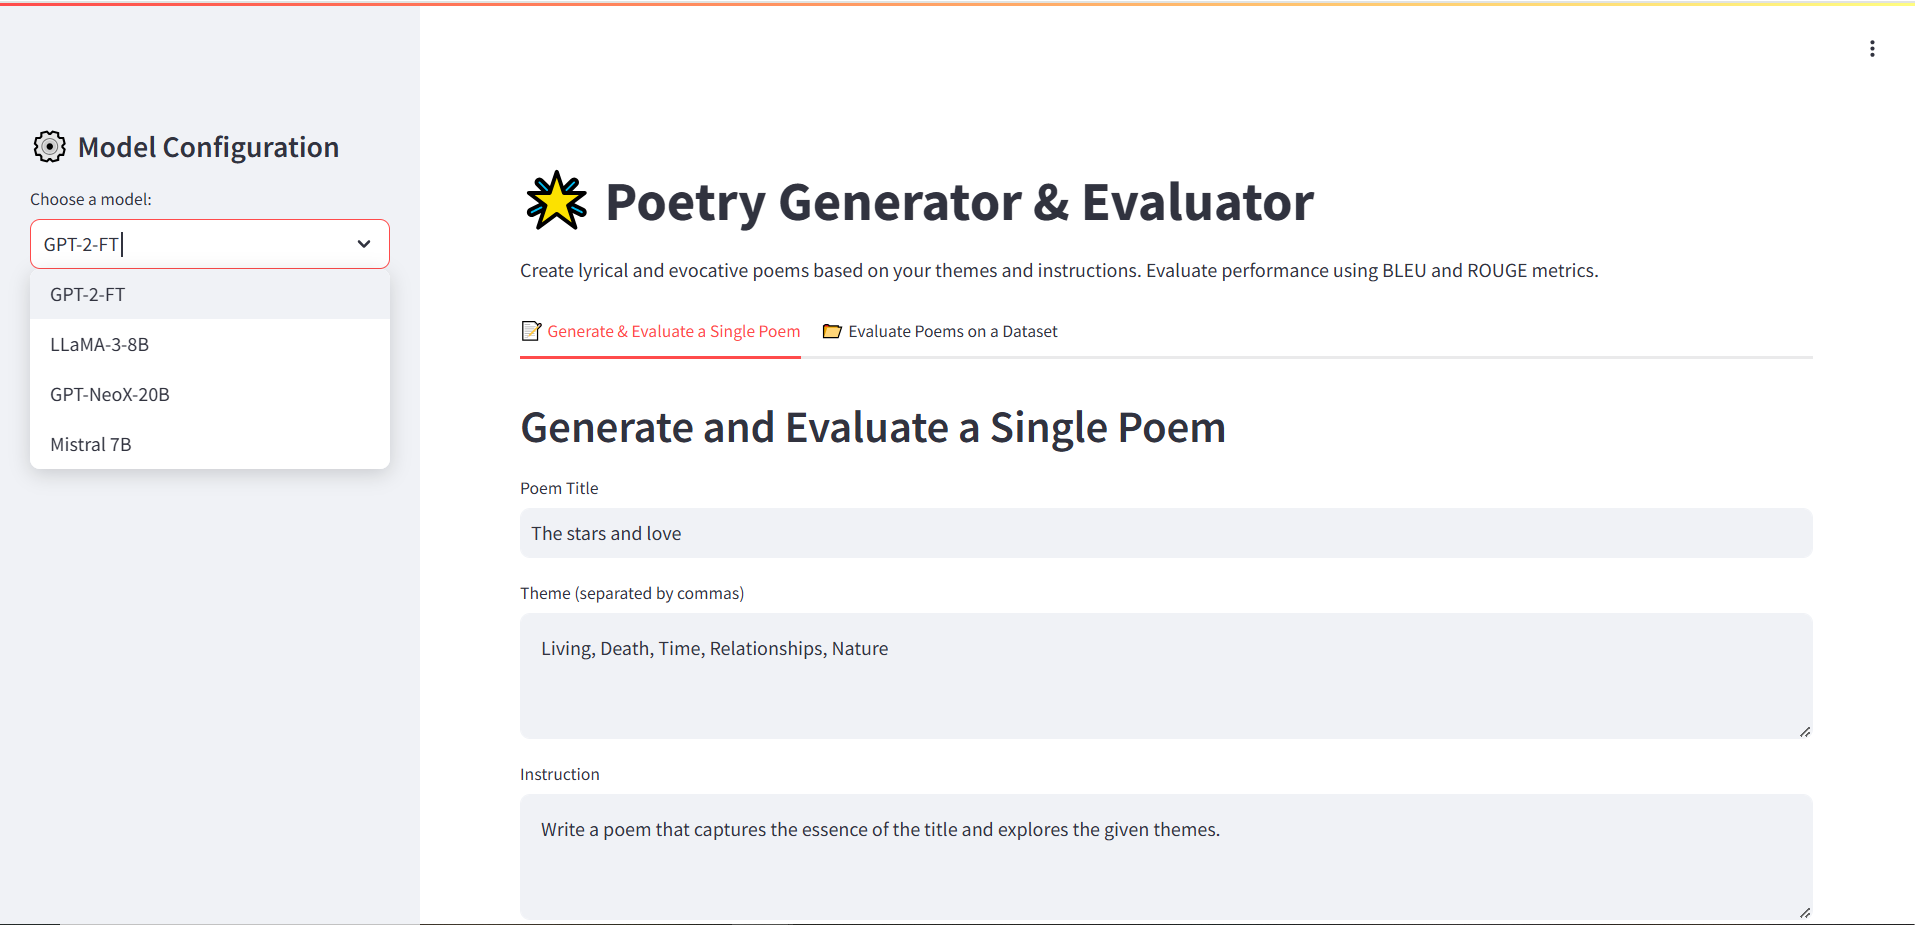 Model Configuration
Choose a model:
GPT-2-FT
GPT-2-FT
LLaMA-3-8B
GPT-NeoX-20B
Mistral 7B
Poetry Generator & Evaluator
Create lyrical and evocative poems based on your themes and instructions. Evaluate performance using BLEU and ROUGE metrics.
Generate & Evaluate a Single Poem
Evaluate Poems on a Dataset
Generate and Evaluate a Single Poem
Poem Title
The stars and love
Theme (separated by commas)
Living, Death, Time, Relationships, Nature
Instruction
Write a poem that captures the essence of the title and explores the given themes.